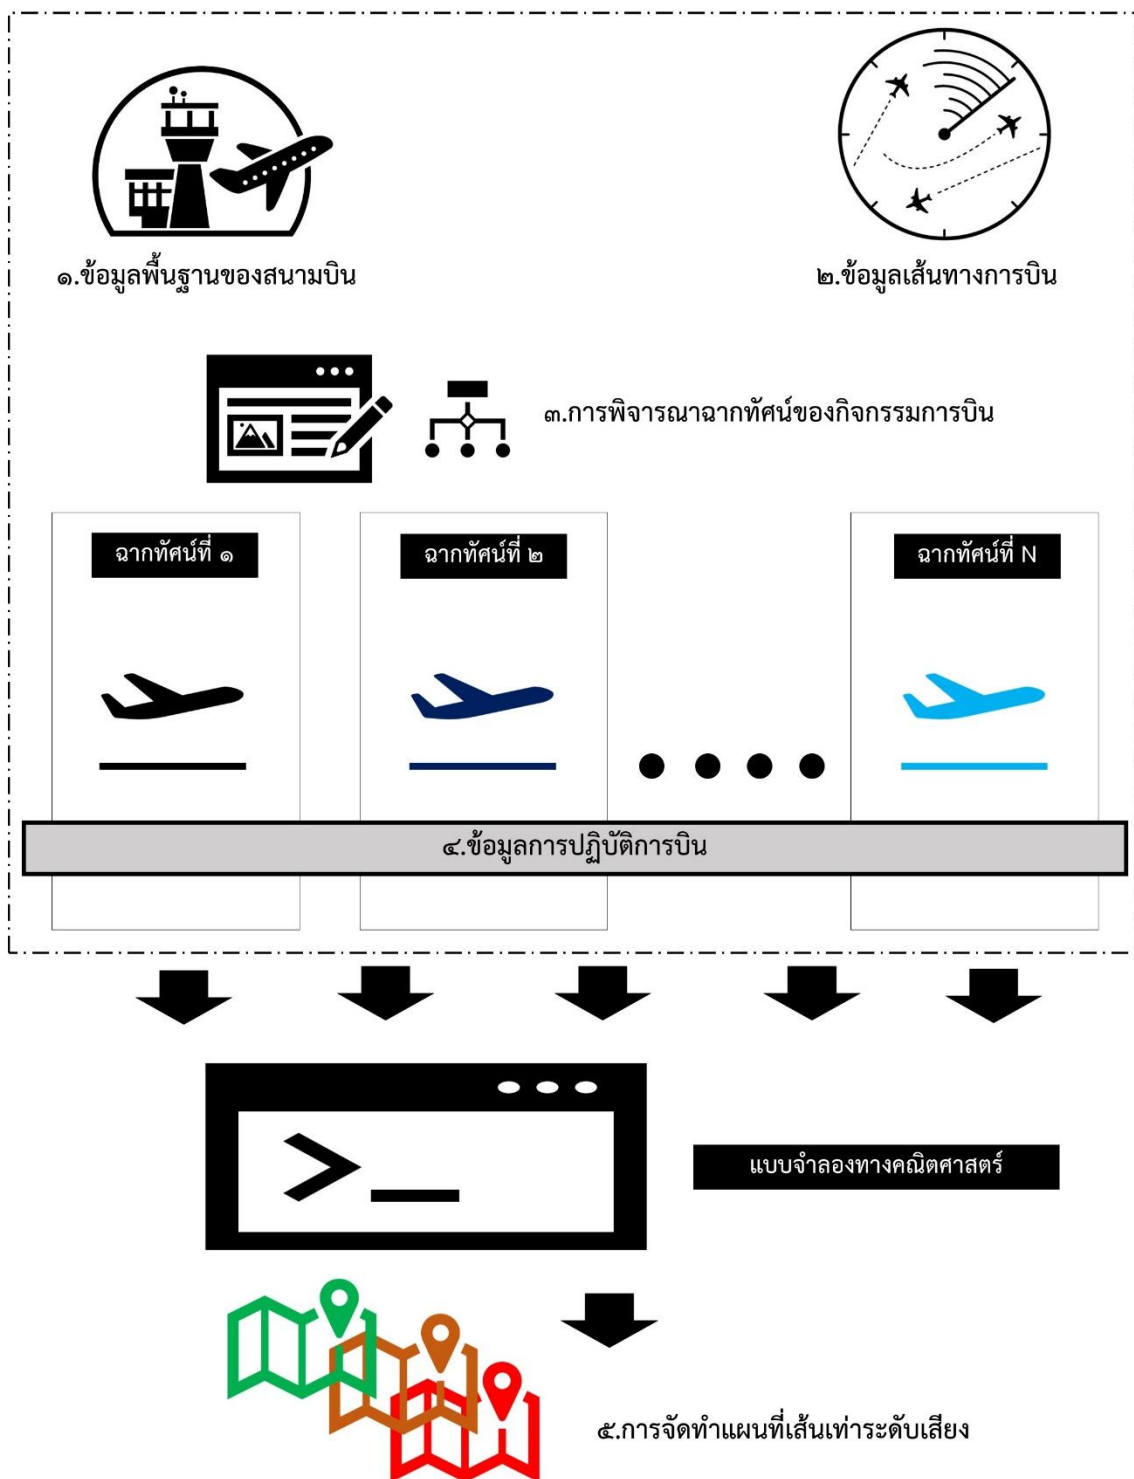 ๑.ข้อมูลพื้นฐานของสนามบิน
๒.ข้อมูลเส้นทางการบิน
๓.การพิจารณาฉากทัศน์ของกิจกรรมการบิน
ฉากทัศน์ที่ ๑
ฉากทัศน์ที่ ๒
ฉากทัศน์ที่ N
๔.ข้อมูลการปฏิบัติการบิน
แบบจำลองทางคณิตศาสตร์
๕.การจัดทำแผนที่เส้นเท่าระดับเสียง